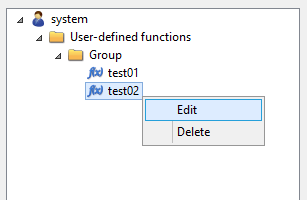 system
User-defined functions
Group
f(x) test01
f(x) test02
Edit
Delete